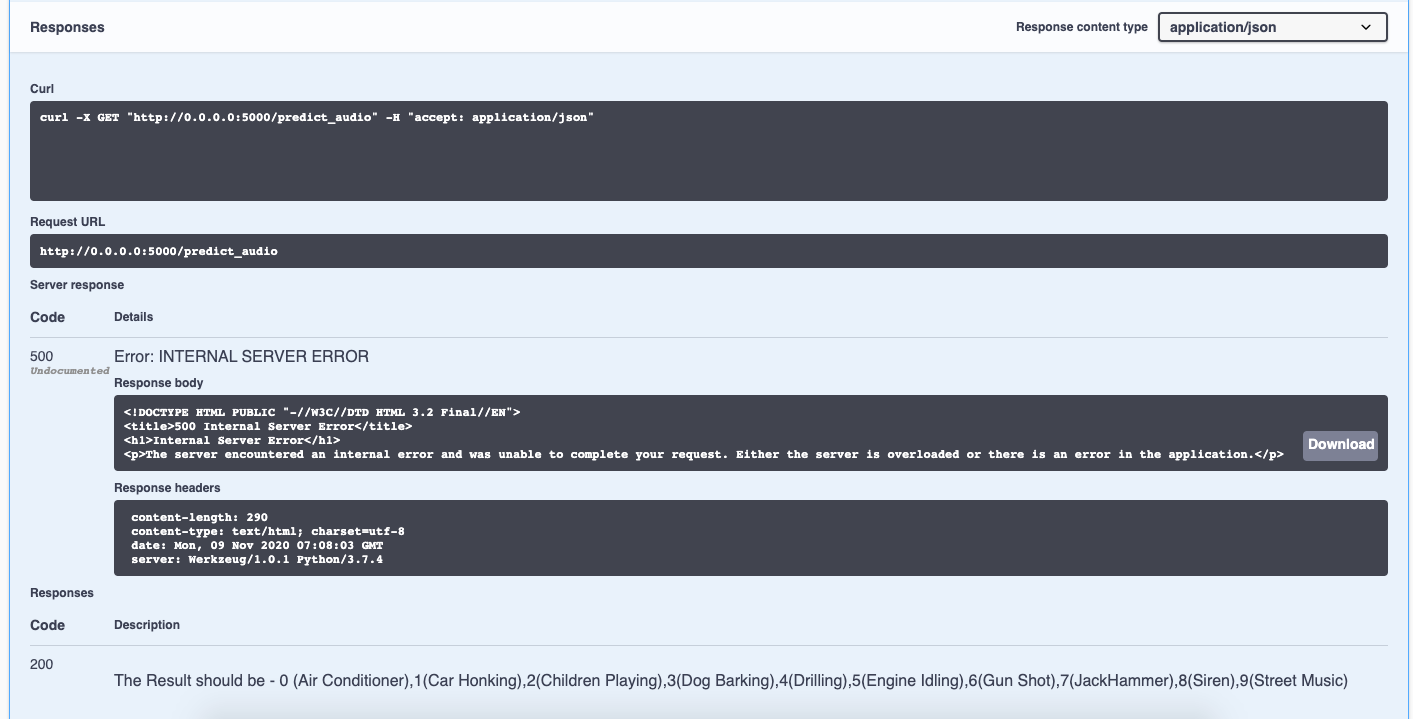 Responses
Response content type
application/json
Curl
curl -X GET "http://0.0.0.0:5000/predict_audio" -H "accept: application/json"
Request URL
http://0.0.0.0:5000/predict_audio
Server response
Code Details
500 Error: INTERNAL SERVER ERROR
Undocumented
Response body
<!DOCTYPE HTML PUBLIC "-//W3C//DTD HTML 3.2 Final//EN">
<title>500 Internal Server Error</title>
<h1>Internal Server Error</h1>
<p>The server encountered an internal error and was unable to complete your request. Either the server is overloaded or there is an error in the application.</p>
Download
Response headers
content-length: 290
content-type: text/html; charset=utf-8
date: Mon, 09 Nov 2020 07:08:03 GMT
server: Werkzeug/1.0.1 Python/3.7.4
Responses
Code Description
200
The Result should be - 0 (Air Conditioner),1(Car Honking),2(Children Playing),3(Dog Barking),4(Drilling),5(Engine Idling),6(Gun Shot),7(JackHammer),8(Siren),9(Street Music)